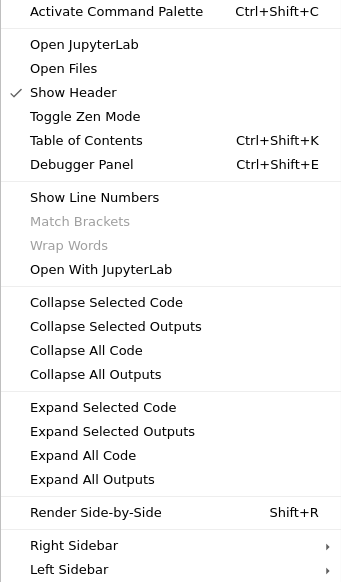 Activate Command Palette Ctrl+Shift+C
Open JupyterLab
Open Files
Show Header
Toggle Zen Mode
Table of Contents Ctrl+Shift+K
Debugger Panel Ctrl+Shift+E
Show Line Numbers
Match Brackets
Wrap Words
Open With JupyterLab
Collapse Selected Code
Collapse Selected Outputs
Collapse All Code
Collapse All Outputs
Expand Selected Code
Expand Selected Outputs
Expand All Code
Expand All Outputs
Render Side-by-Side Shift+R
Right Sidebar
Left Sidebar